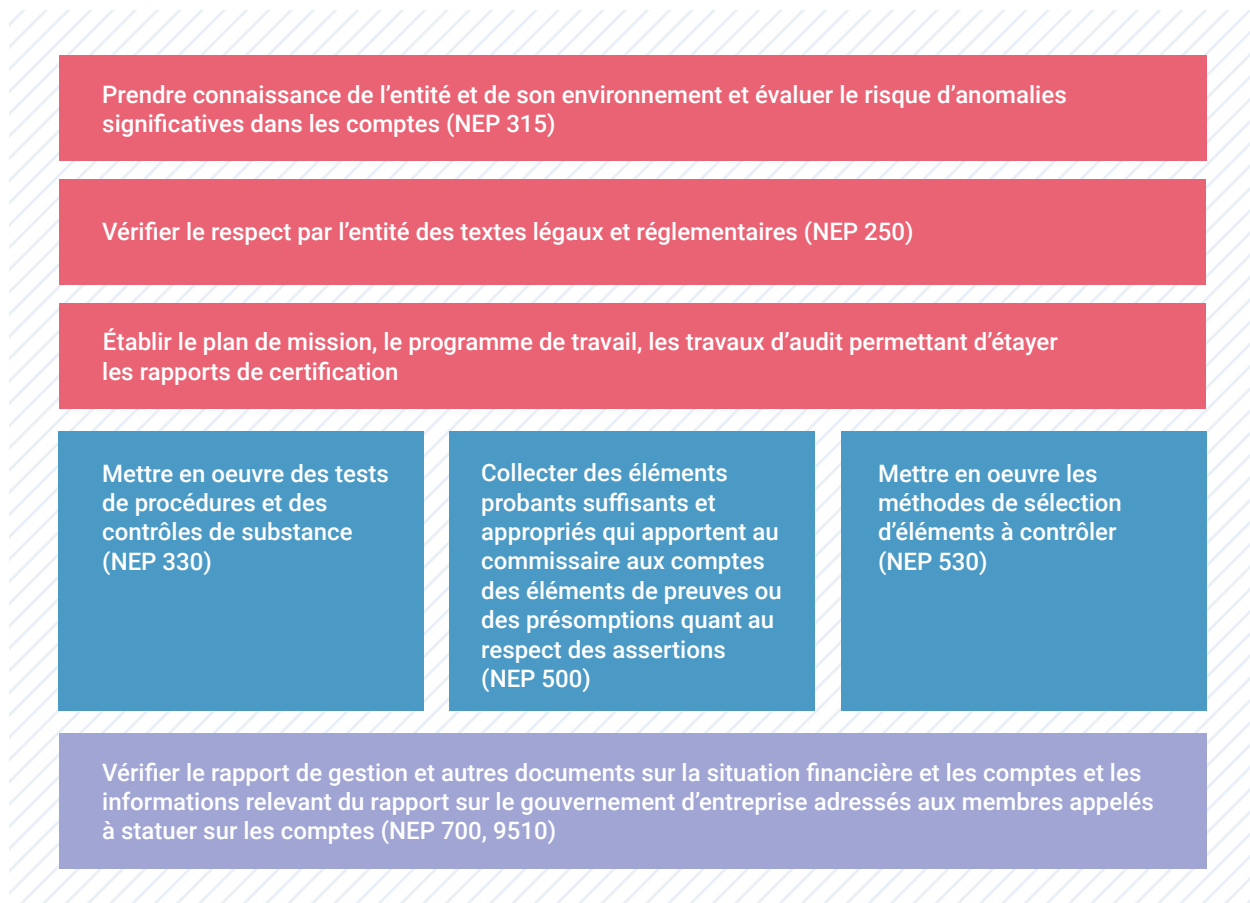 Prendre connaissance de l’entité et de son environnement et évaluer le risque d’anomalies
significatives dans les comptes (NEP 315)
Vérifier le respect par l’entité des textes légaux et réglementaires (NEP 250)
Établir le plan de mission, le programme de travail, les travaux d’audit permettant d’étayer
les rapports de certification
Mettre en oeuvre des tests
de procédures et des
contrôles de substance
(NEP 330)
Collecter des éléments
probants suffisants et
appropriés qui apportent au
commissaire aux comptes
des éléments de preuves ou
des présomptions quant au
respect des assertions
(NEP 500)
Mettre en oeuvre les
méthodes de sélection
d’éléments à contrôler
(NEP 530)
Vérifier le rapport de gestion et autres documents sur la situation financière et les comptes et les
informations relevant du rapport sur le gouvernement d’entreprise adressés aux membres appelés
à statuer sur les comptes (NEP 700, 9510)